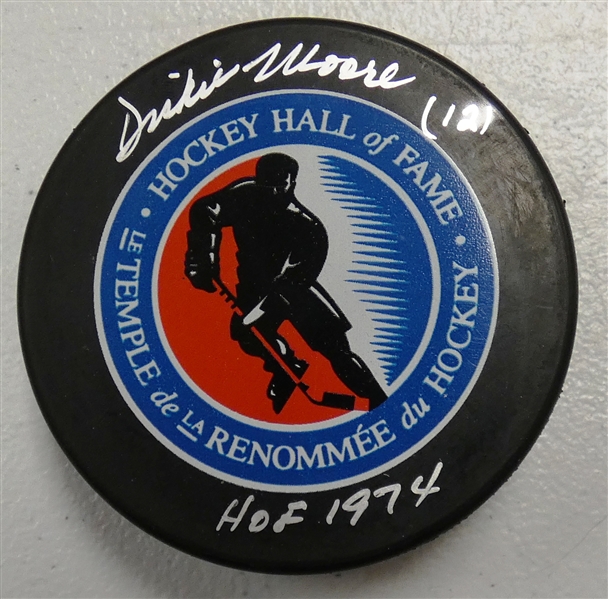 Dickie Moore (12)
HOCKEY HALL of FAME
LE TEMPLE de LA RENOMMÉE du HOCKEY
HOF 1974